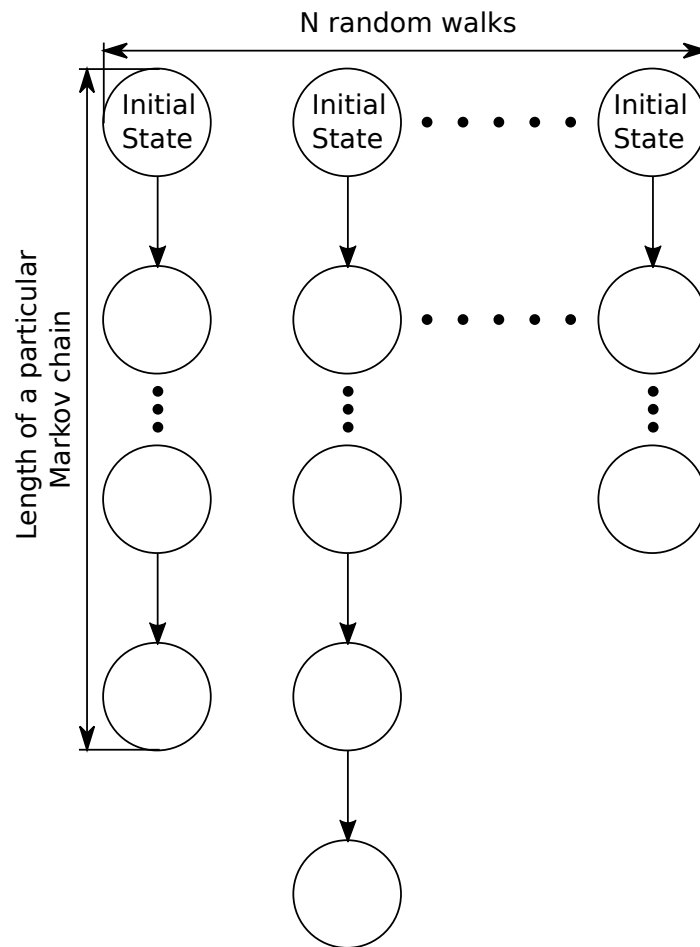 N random walks
Initial
State
Initial
State
Initial
State
Length of a particular
Markov chain